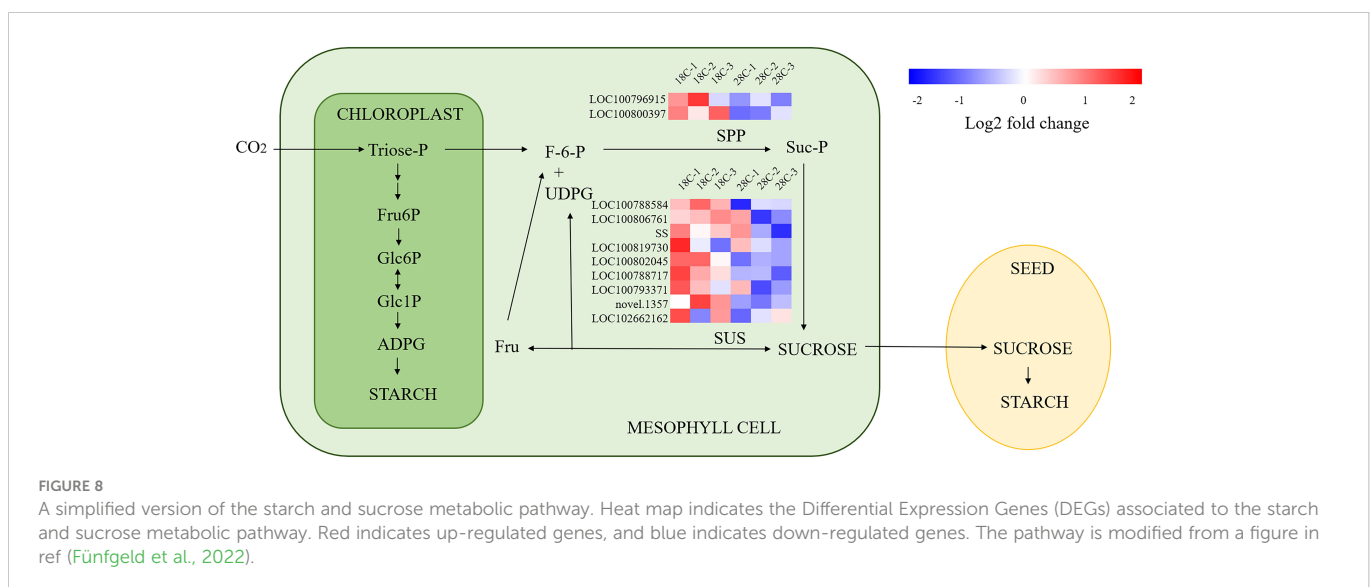 18C-1 18C-2 18C-3 28C-1 28C-2 28C-3
LOC100796915
LOC100800397
SPP
-2 -1 0 1 2
Log2 fold change
CHLOROPLAST
CO2
Triose-P
F-6-P
+
UDPG
Suc-P
18C-1 18C-2 18C-3 28C-1 28C-2 28C-3
LOC100788584
LOC100806761
SS
LOC100819730
LOC100802045
LOC100788717
LOC100793371
novel.1357
LOC102662162
SUS
Fru6P
Glc6P
Glc1P
ADPG
STARCH
Fru
SUCROSE
MESOPHYLL CELL
SEED
SUCROSE
STARCH
FIGURE 8
A simplified version of the starch and sucrose metabolic pathway. Heat map indicates the Differential Expression Genes (DEGs) associated to the starch
and sucrose metabolic pathway. Red indicates up-regulated genes, and blue indicates down-regulated genes. The pathway is modified from a figure in
ref (Fünfgeld et al., 2022).